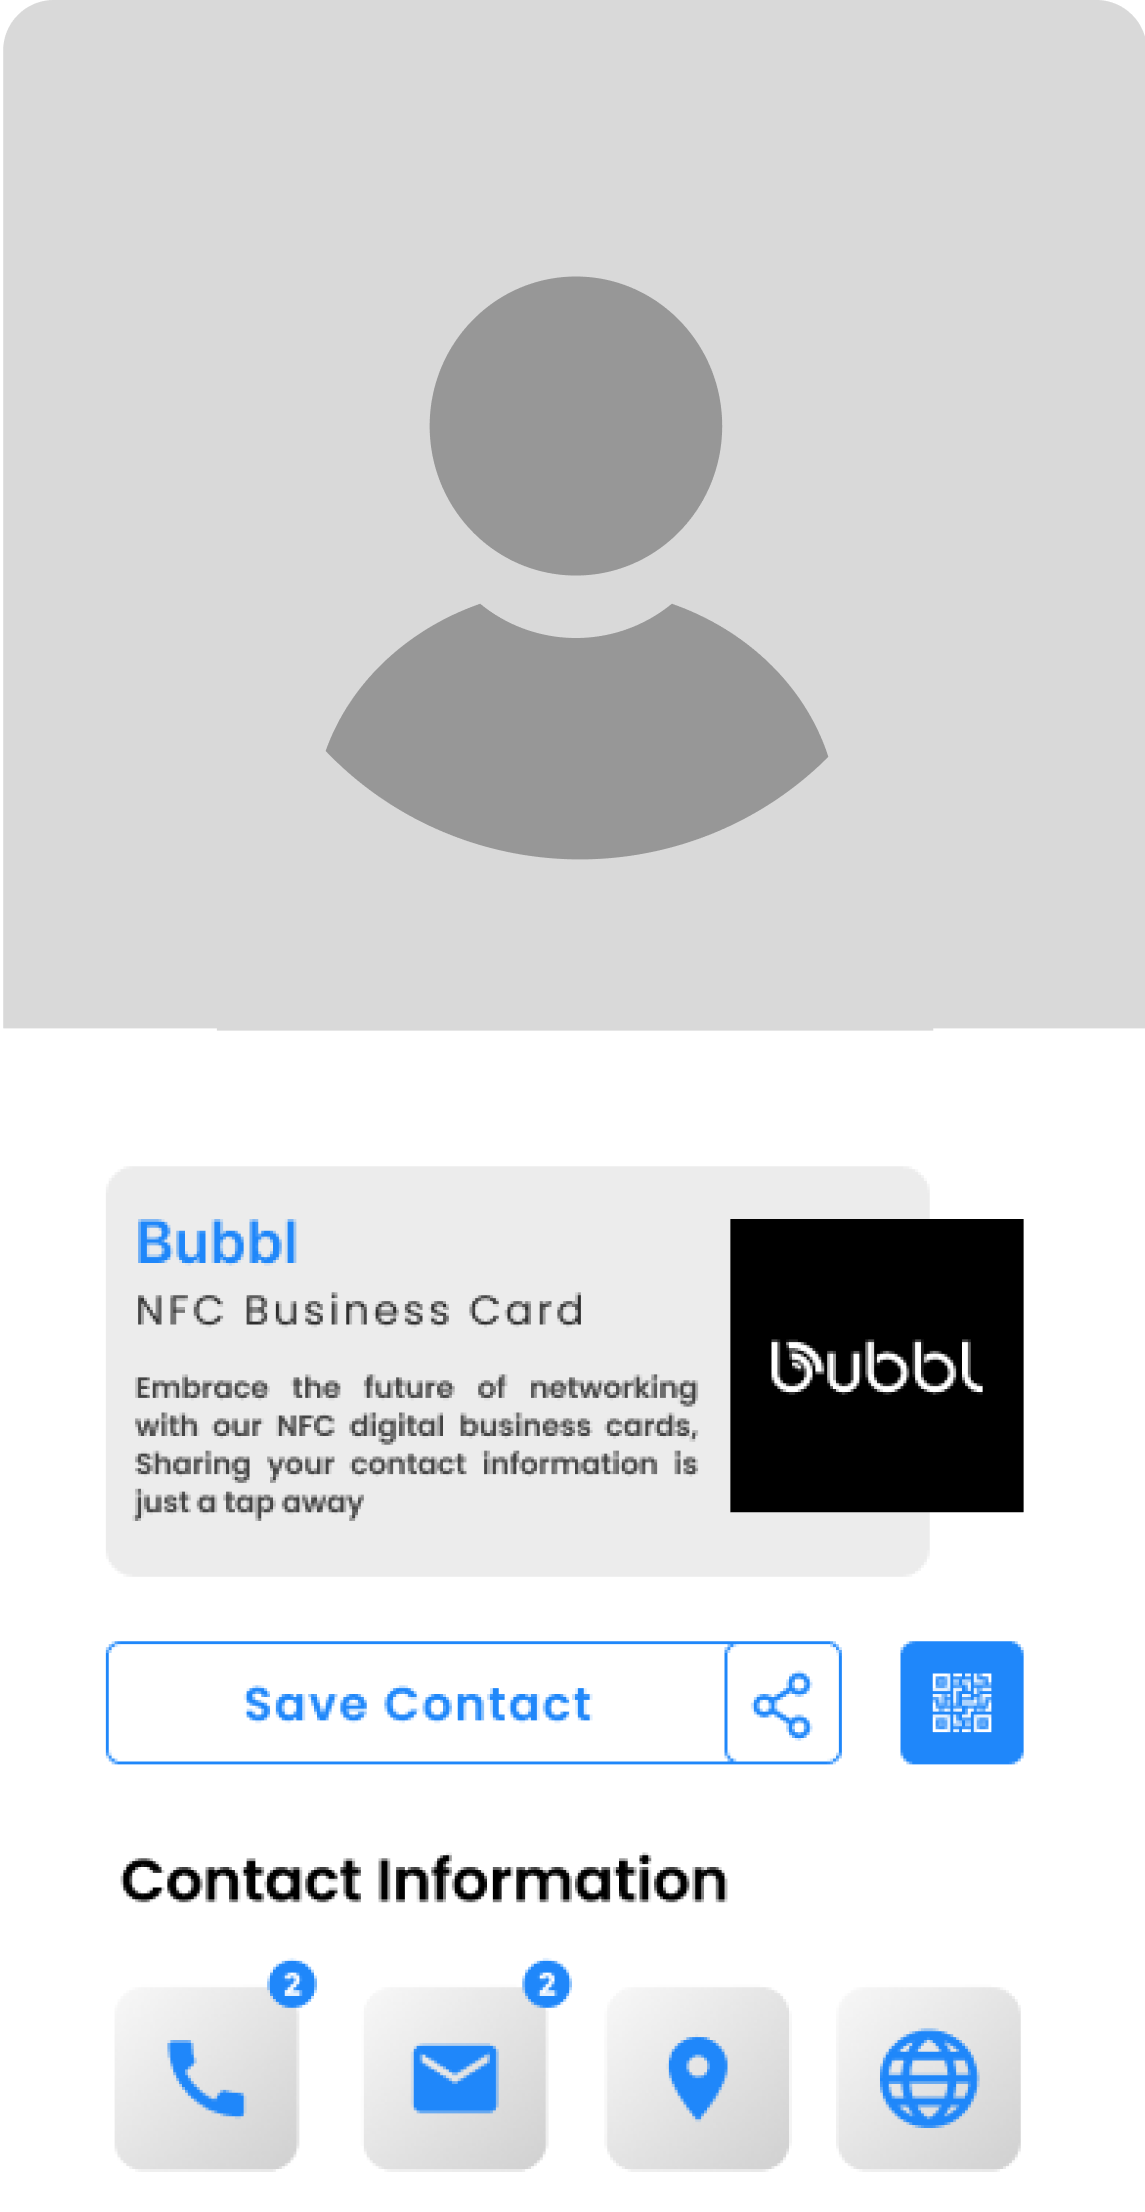 Bubbl
NFC Business Card
Embrace the future of networking
with our NFC digital business cards,
Sharing your contact information is
just a tap away
bubbl
Save Contact
Contact Information
2
2